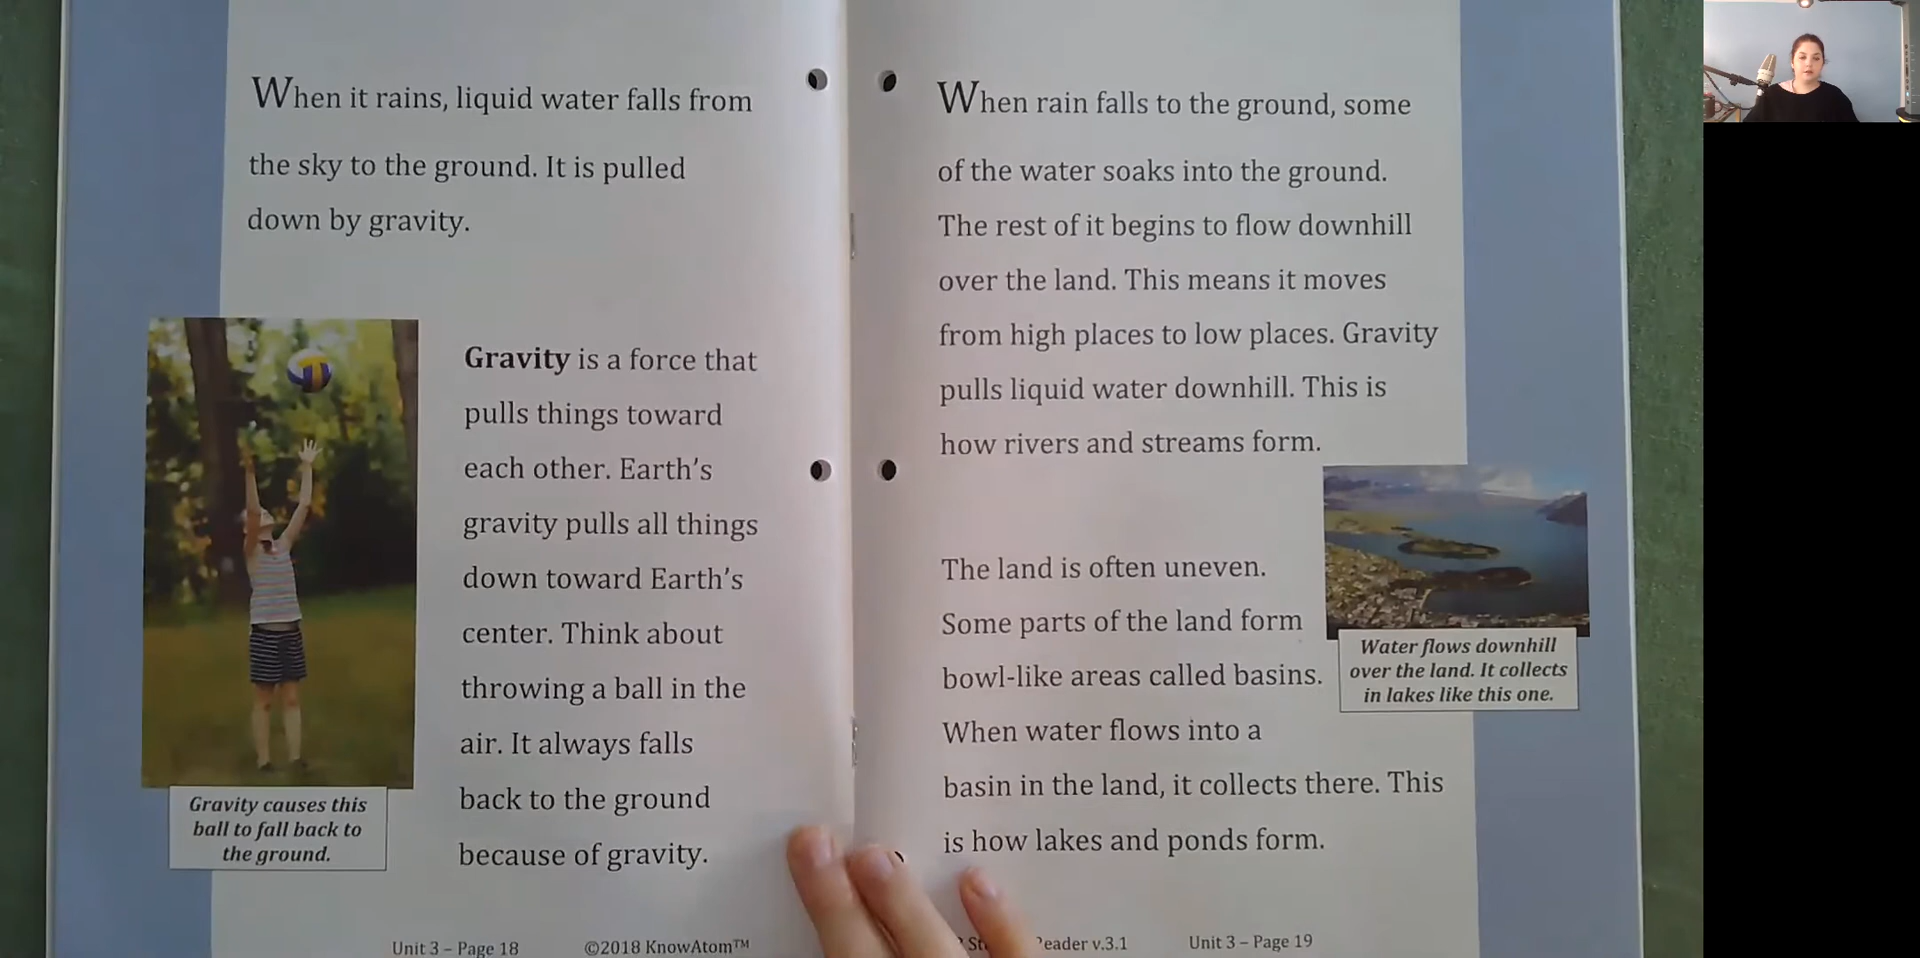 When it rains, liquid water falls from
the sky to the ground. It is pulled
down by gravity.
Gravity is a force that
pulls things toward
each other. Earth's
gravity pulls all things
down toward Earth's
center. Think about
throwing a ball in the
air. It always falls
back to the ground
because of gravity.
Gravity causes this
ball to fall back to
the ground.
Unit 3 – Page 18 ©2018 KnowAtom™
When rain falls to the ground, some
of the water soaks into the ground.
The rest of it begins to flow downhill
over the land. This means it moves
from high places to low places. Gravity
pulls liquid water downhill. This is
how rivers and streams form.
The land is often uneven.
Some parts of the land form
bowl-like areas called basins.
When water flows into a
basin in the land, it collects there. This
is how lakes and ponds form.
Water flows downhill
over the land. It collects
in lakes like this one.
v.3.1 Unit 3 – Page 19